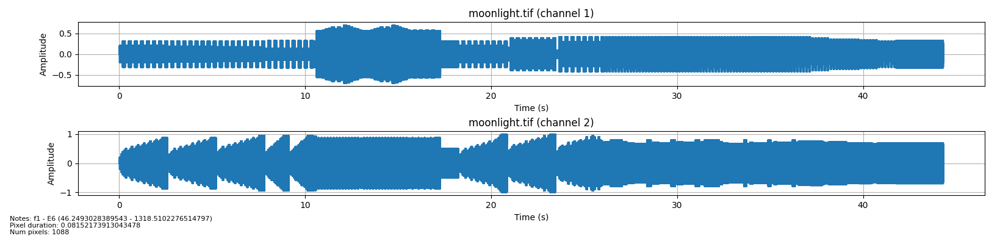 moonlight.tif (channel 1)
Amplitude
0.5
0.0
−0.5
0 10 20 30 40
Time (s)
moonlight.tif (channel 2)
Amplitude
1
0
−1
0 10 20 30 40
Time (s)
Notes: f1 - E6 (46.2493028389543 - 1318.5102276514797)
Pixel duration: 0.08152173913043478
Num pixels: 1088